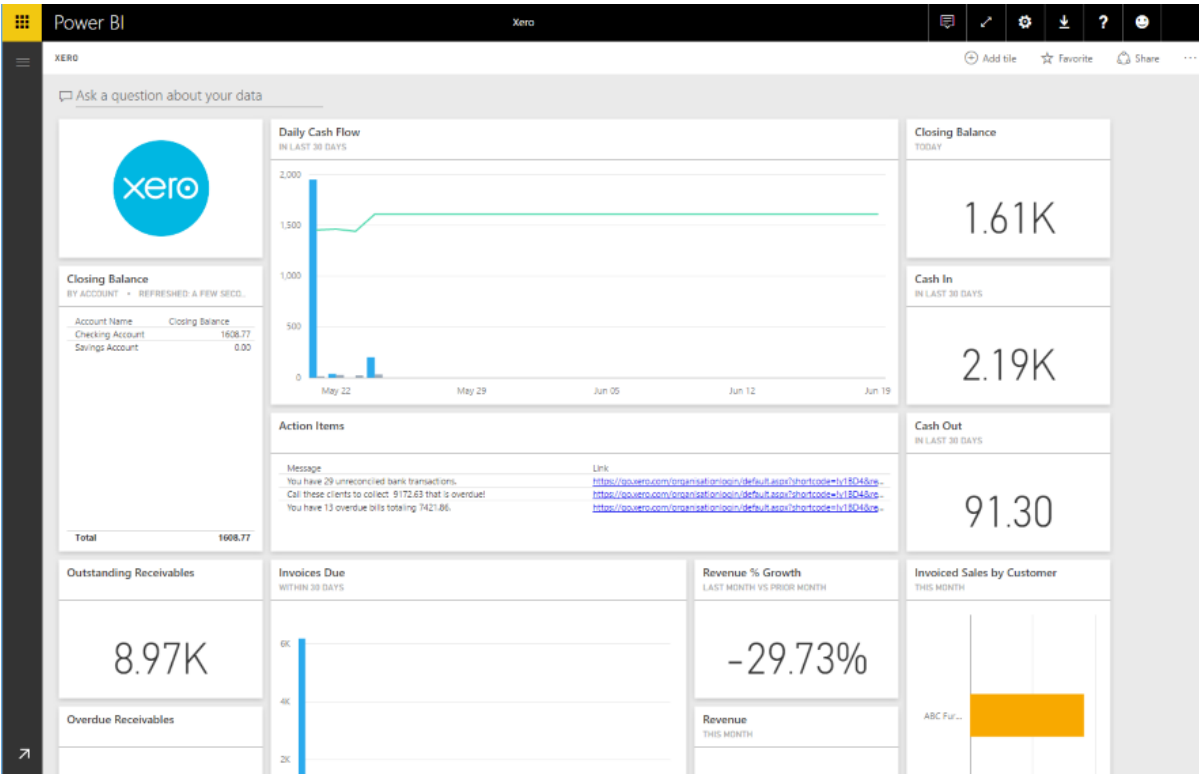 Power BI
Xero
XERO
Add tile
Favorite
Share
Ask a question about your data
xero
Closing Balance
BY ACCOUNT • REFRESHED: A FEW SECO...
Account Name Closing Balance
Checking Account 1608.77
Savings Account 0.00
Total 1608.77
Daily Cash Flow
IN LAST 30 DAYS
2,000
1,500
1,000
500
0
May 22 May 29 Jun 05 Jun 12 Jun 19
Closing Balance
TODAY
1.61K
Cash In
IN LAST 30 DAYS
2.19K
Action Items
Message Link
You have 29 unreconciled bank transactions.
Call these clients to collect 9172.63 that is overdue!
You have 13 overdue bills totaling 7421.86.
Cash Out
IN LAST 30 DAYS
91.30
Outstanding Receivables
8.97K
Overdue Receivables
Invoices Due
WITHIN 30 DAYS
6K
4K
2K
Revenue % Growth
LAST MONTH VS PRIOR MONTH
-29.73%
Revenue
THIS MONTH
Invoiced Sales by Customer
THIS MONTH
ABC Fur...